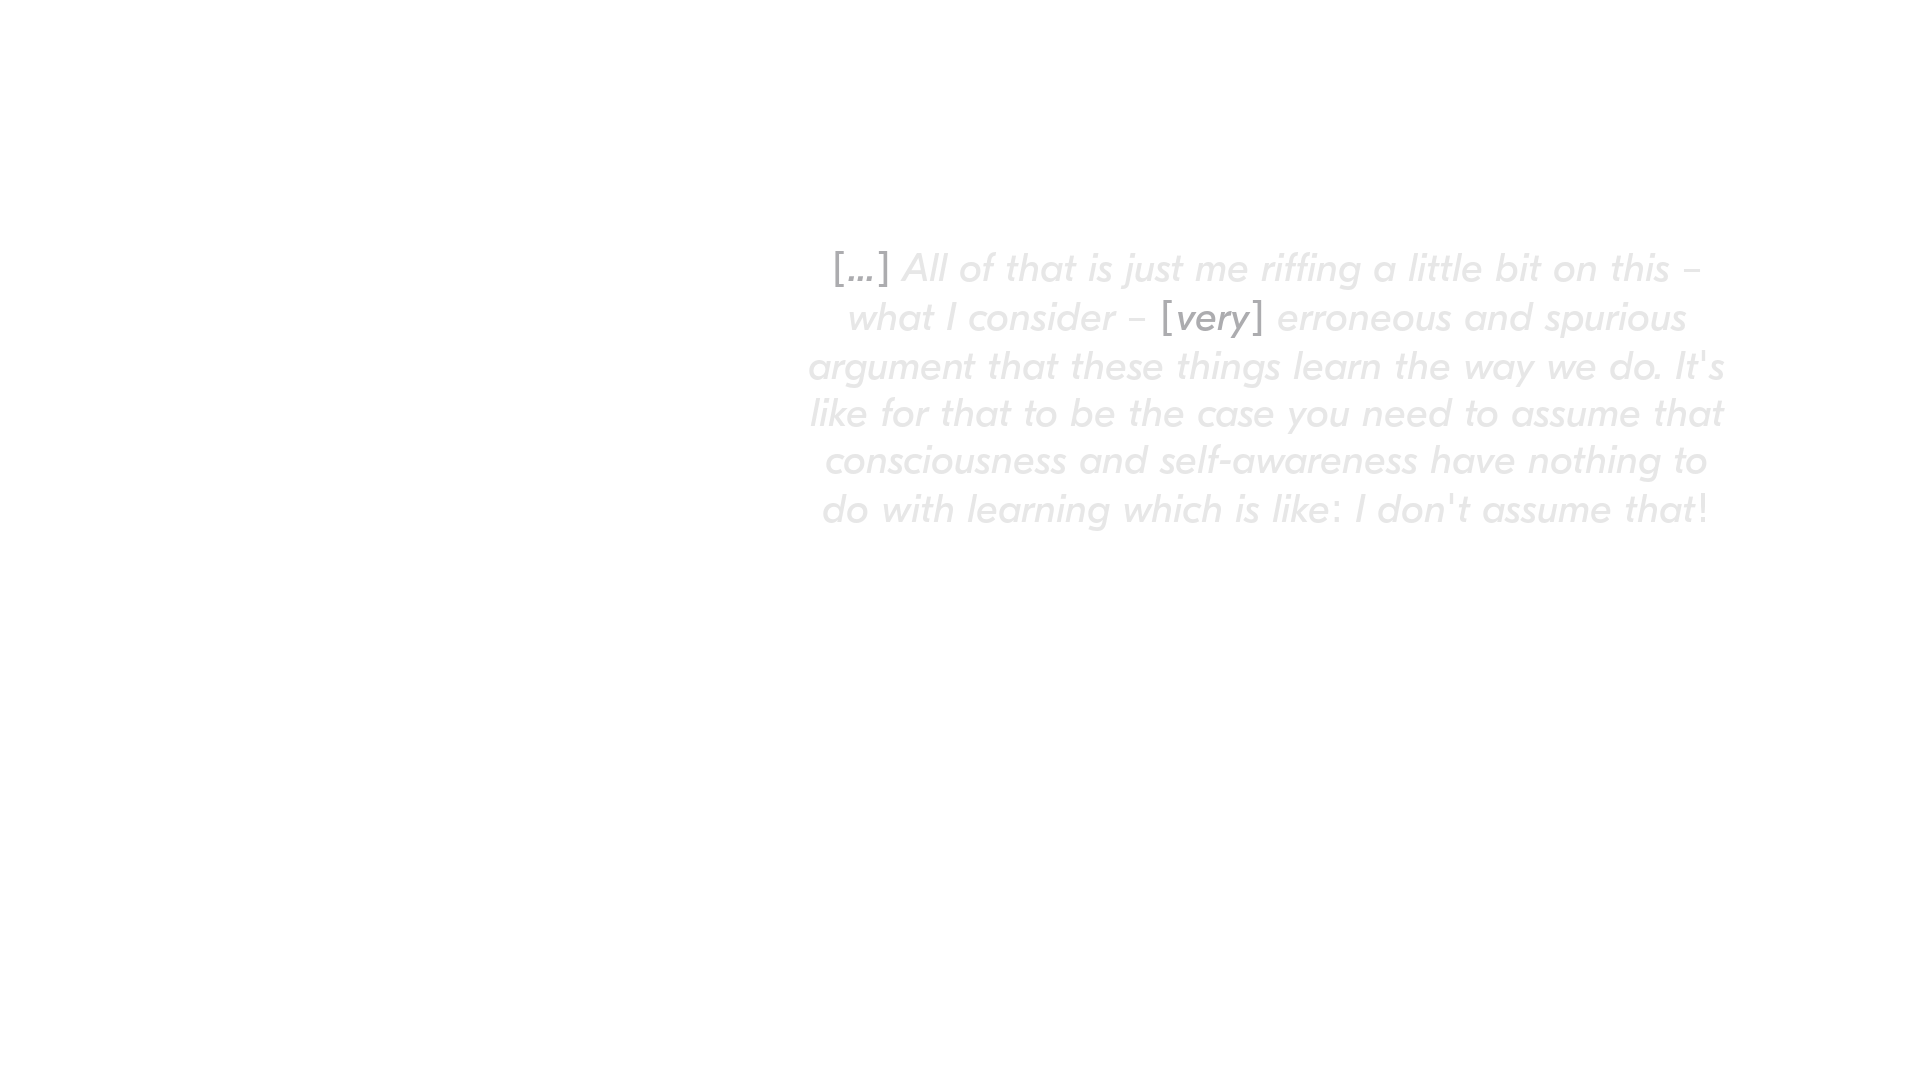 [...] All of that is just me riffing a little bit on this –
what I consider – [very] erroneous and spurious
argument that these things learn the way we do. It's
like for that to be the case you need to assume that
consciousness and self-awareness have nothing to
do with learning which is like: I don't assume that!